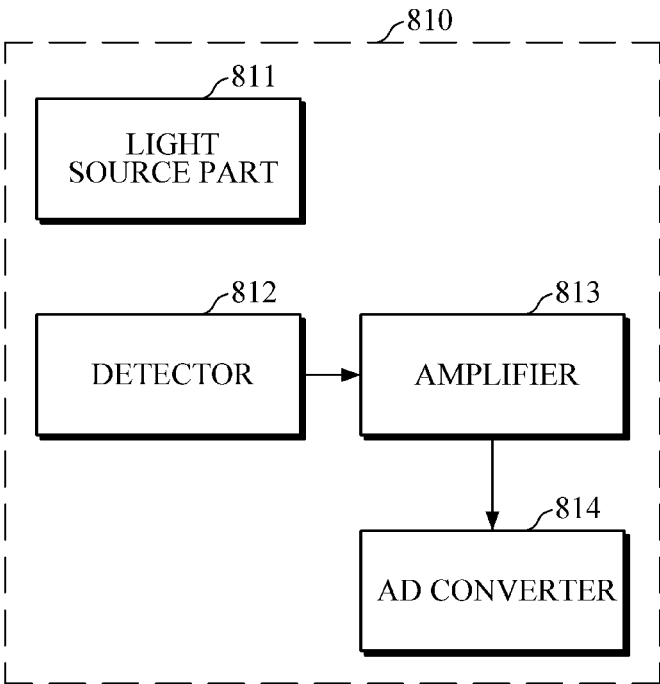 810
811
LIGHT
SOURCE PART
812
813
DETECTOR
AMPLIFIER
814
AD CONVERTER